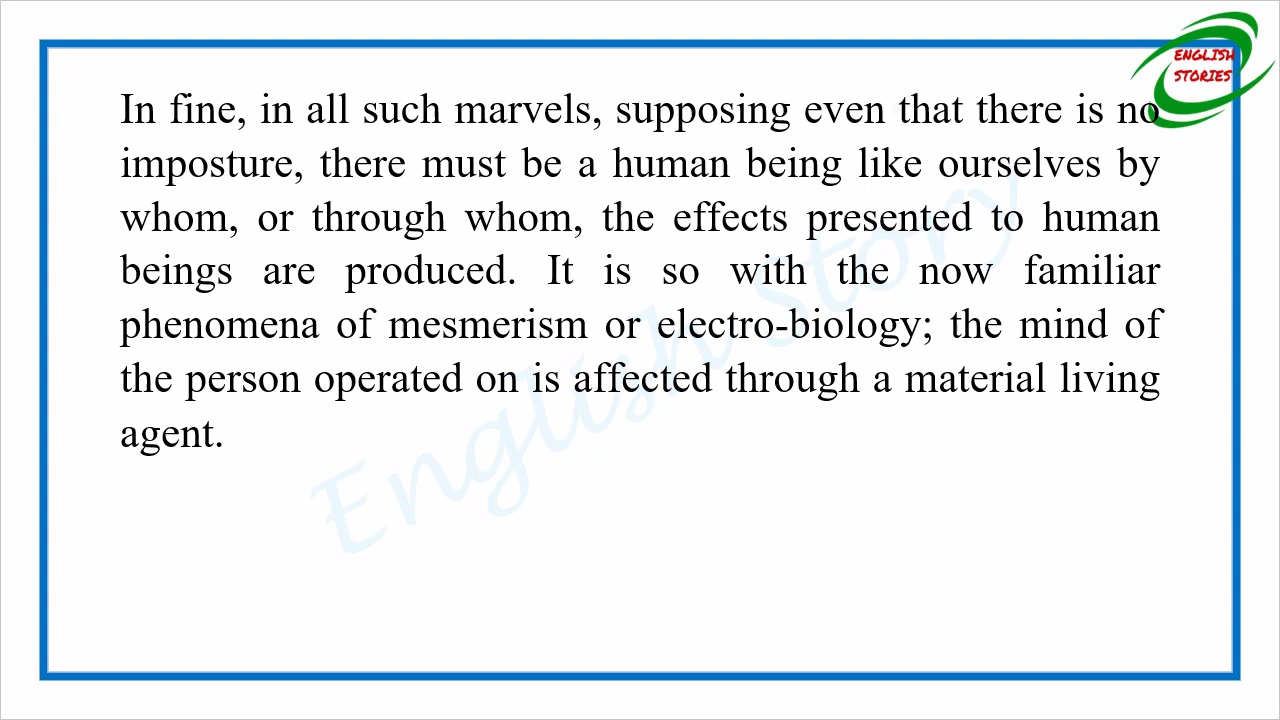 ENGLISH
STORIES
In fine, in all such marvels, supposing even that there is no
imposture, there must be a human being like ourselves by
whom, or through whom, the effects presented to human
beings are produced. It is so with the now familiar
phenomena of mesmerism or electro-biology; the mind of
the person operated on is affected through a material living
agent.
English Story